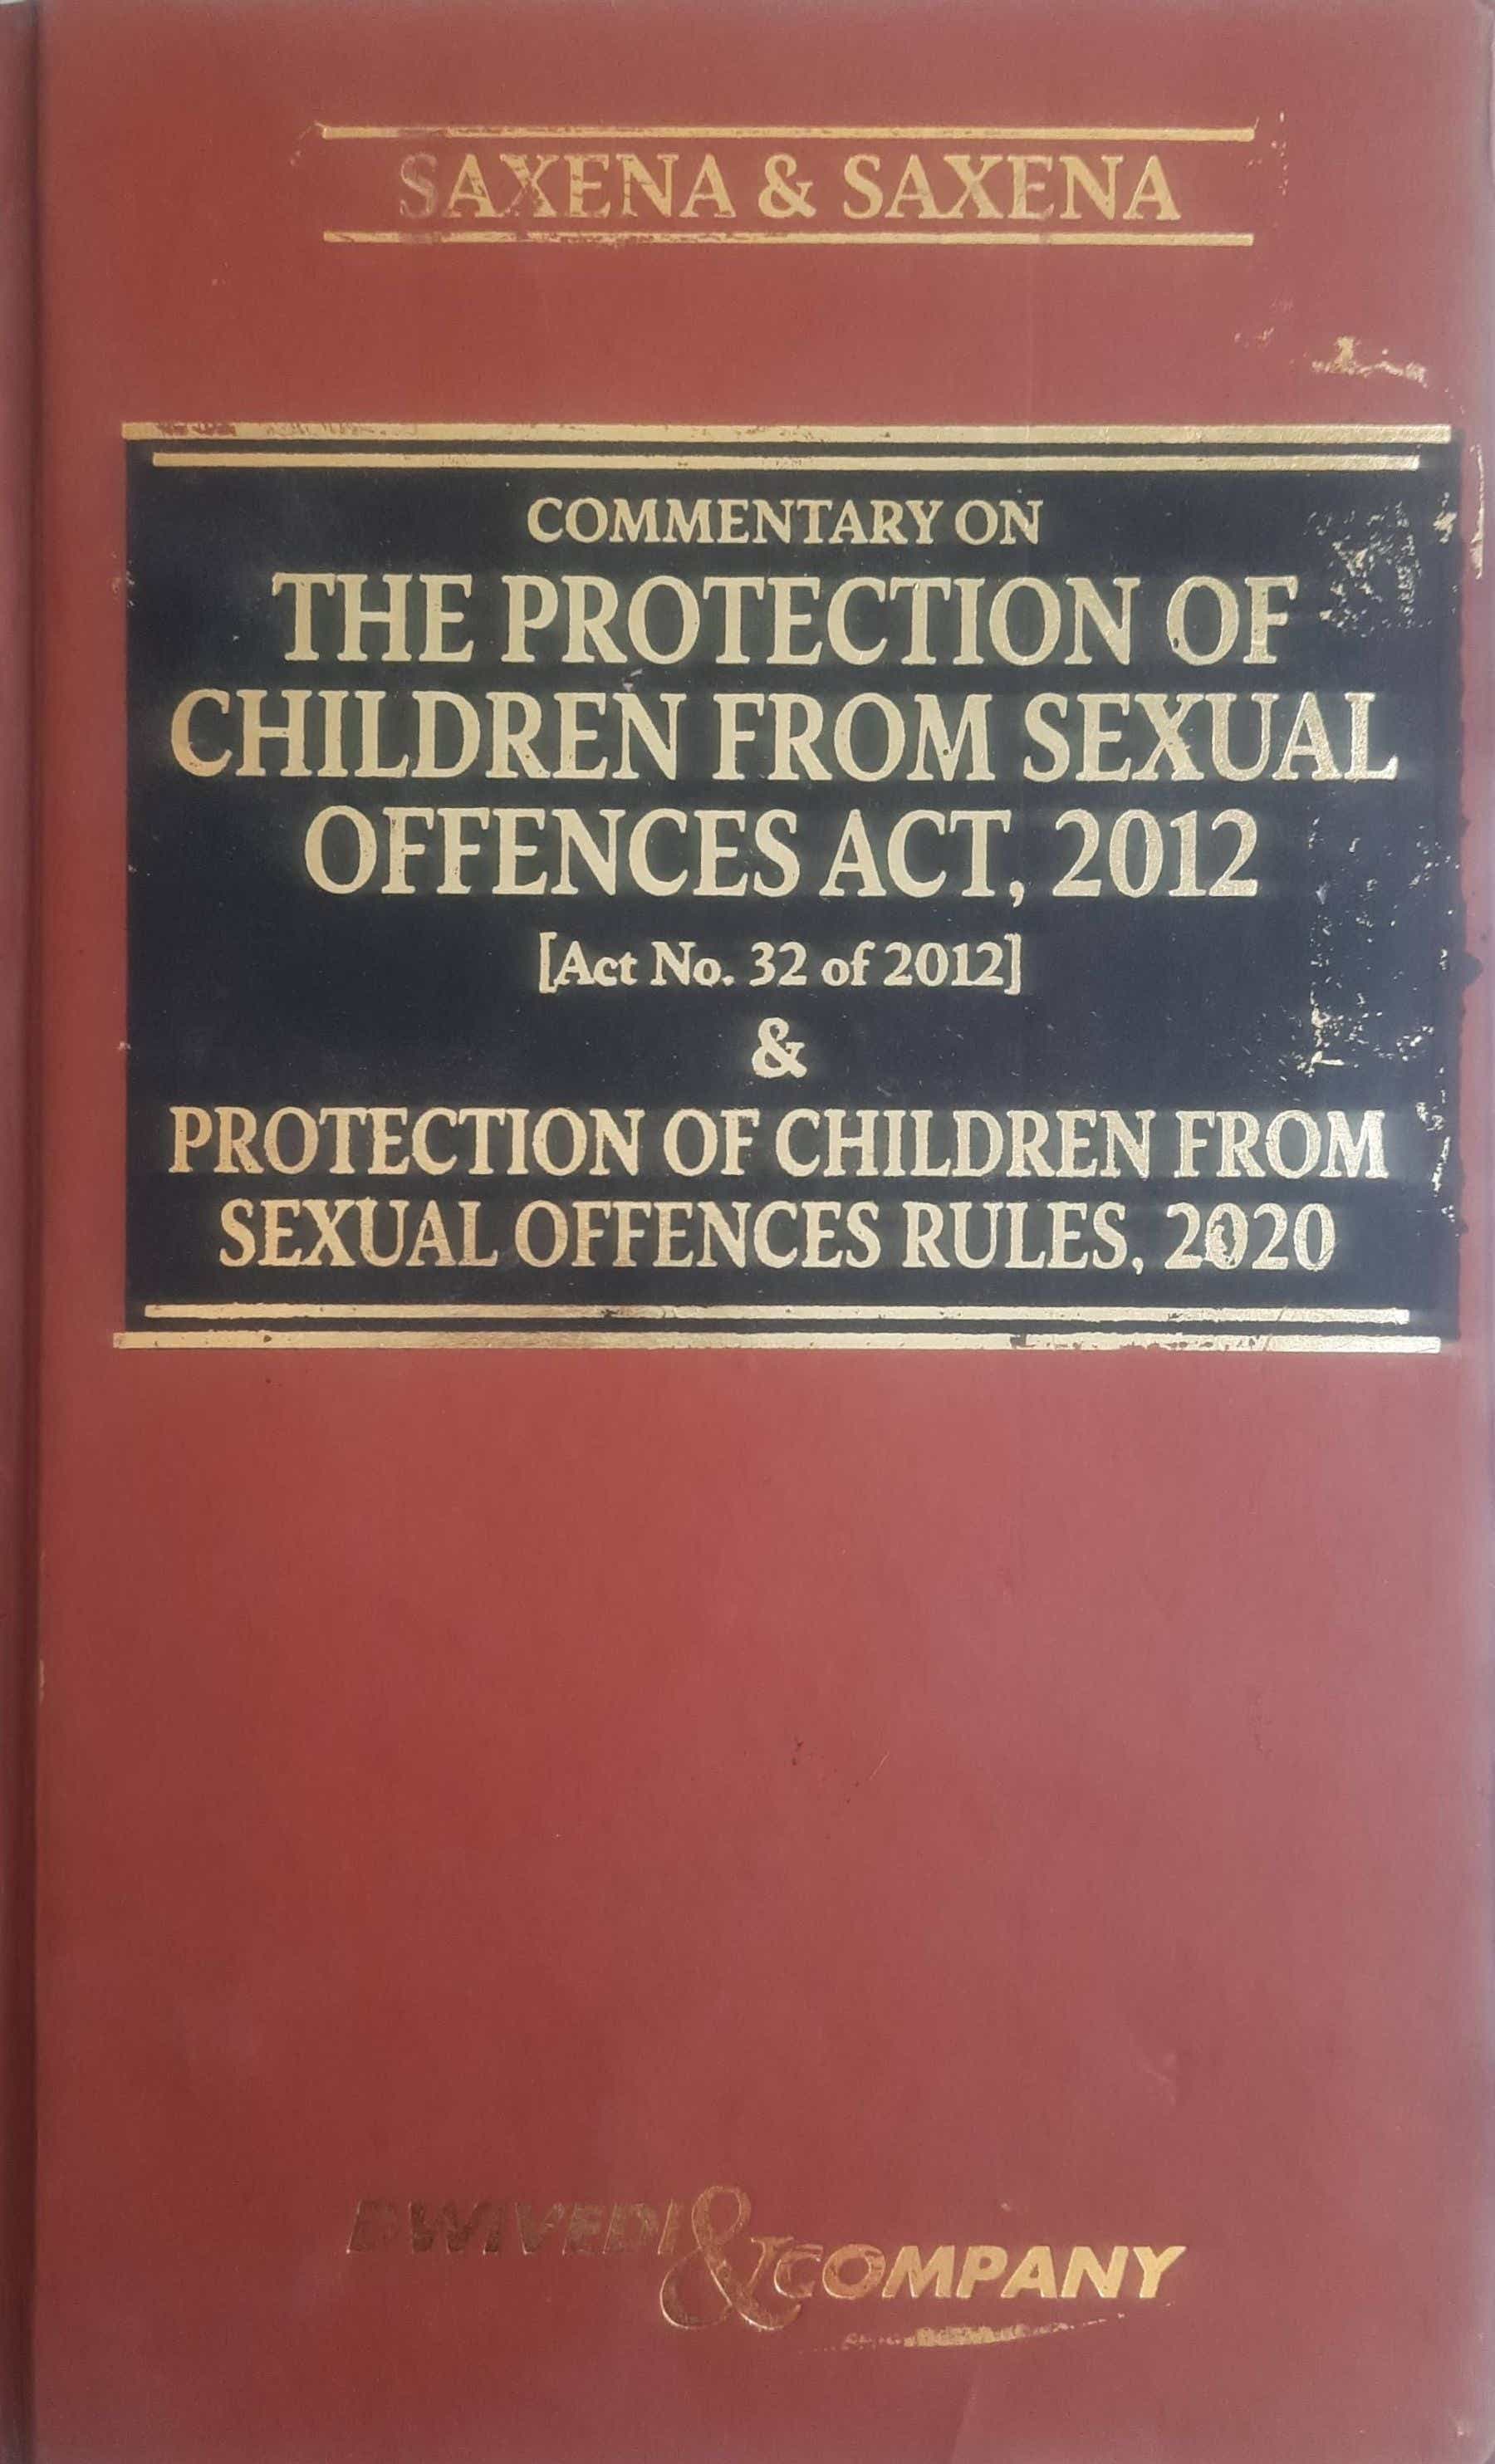 SAXENA & SAXENA
COMMENTARY ON
THE PROTECTION OF
CHILDREN FROM SEXUAL
OFFENCES ACT, 2012
[Act No. 32 of 2012]
&
PROTECTION OF CHILDREN FROM
SEXUAL OFFENCES RULES, 2020
DWIVEDI & COMPANY